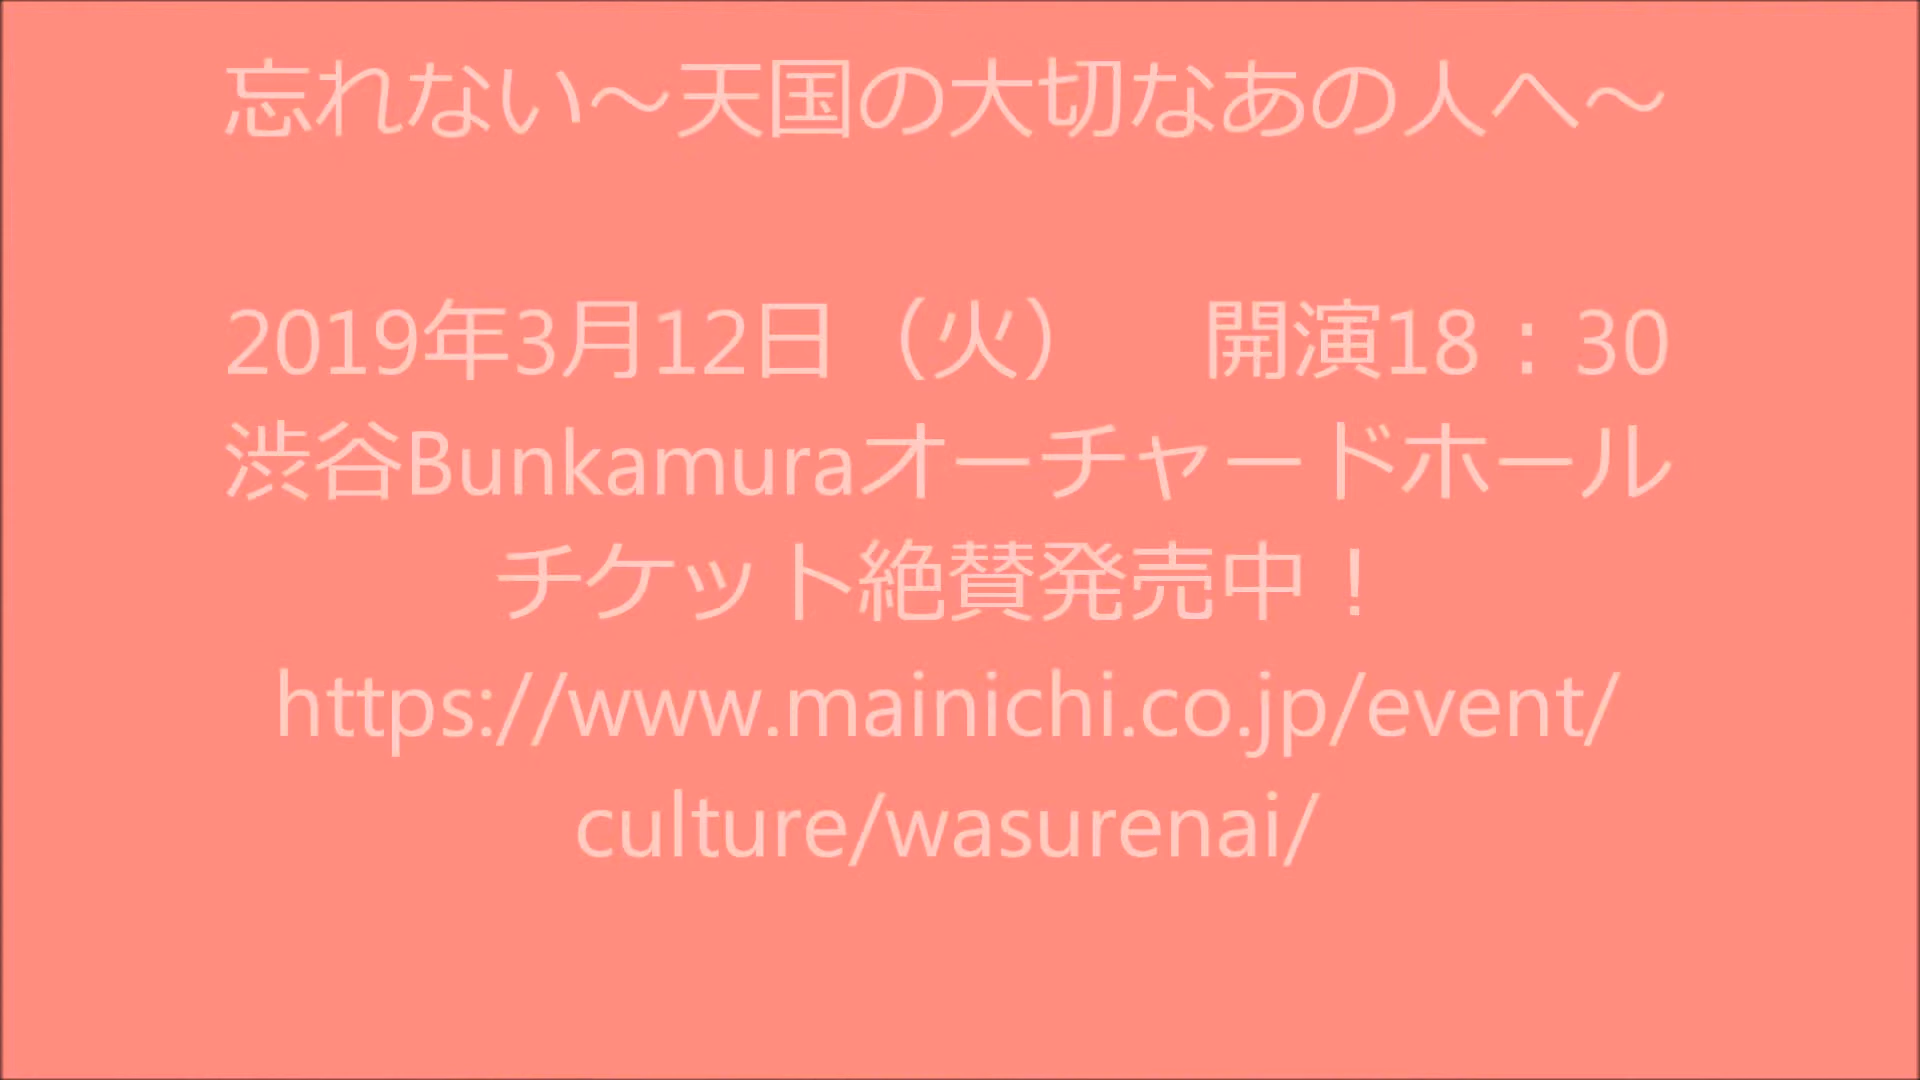 忘れない～天国の大切なあの人へ～
2019年3月12日（火）　開演18：30
渋谷Bunkamuraオーチャードホール
チケット絶賛発売中！
https://www.mainichi.co.jp/event/
culture/wasurenai/